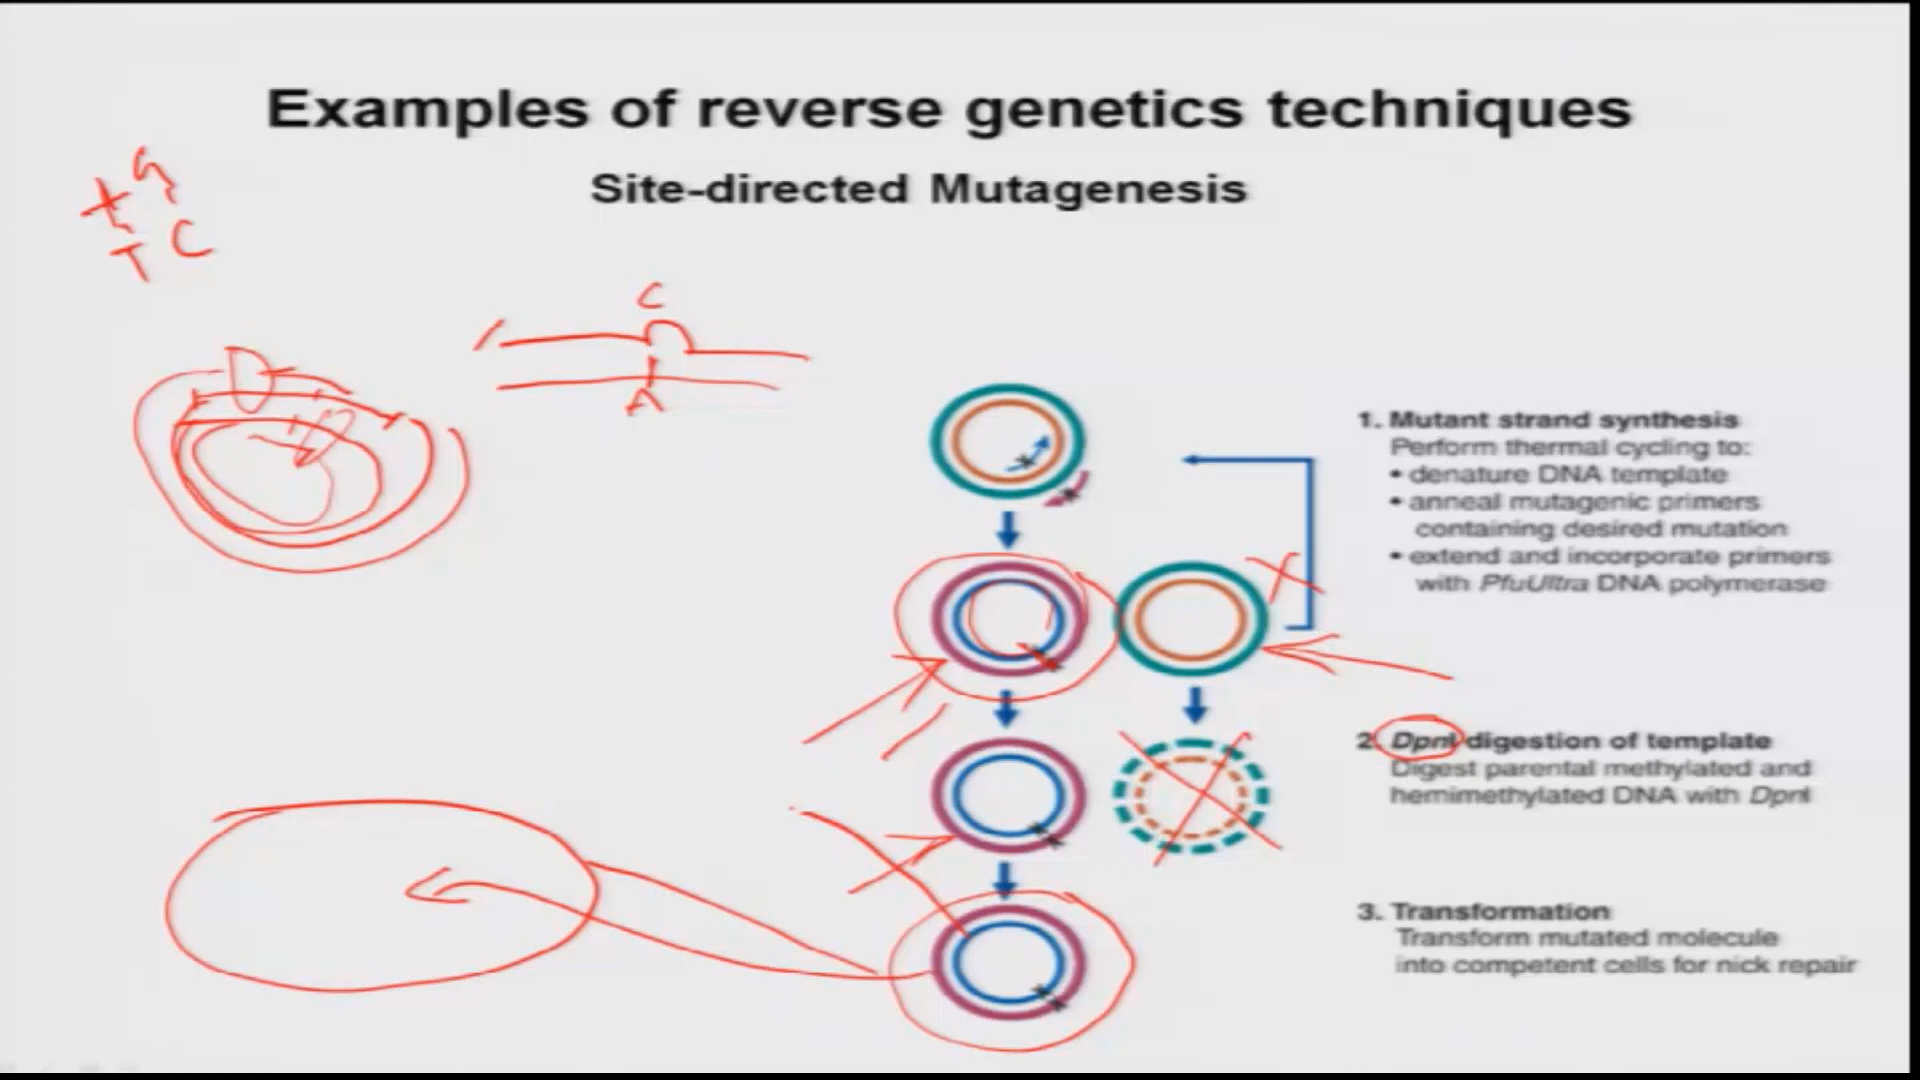 Examples of reverse genetics techniques
Site-directed Mutagenesis
G
T C
C
A
1. Mutant strand synthesis
Perform thermal cycling to:
• denature DNA template
• anneal mutagenic primers
containing desired mutation
• extend and incorporate primers
with PfuUltra DNA polymerase
2. DpnI digestion of template
Digest parental methylated and
hemimethylated DNA with DpnI
3. Transformation
Transform mutated molecule
into competent cells for nick repair